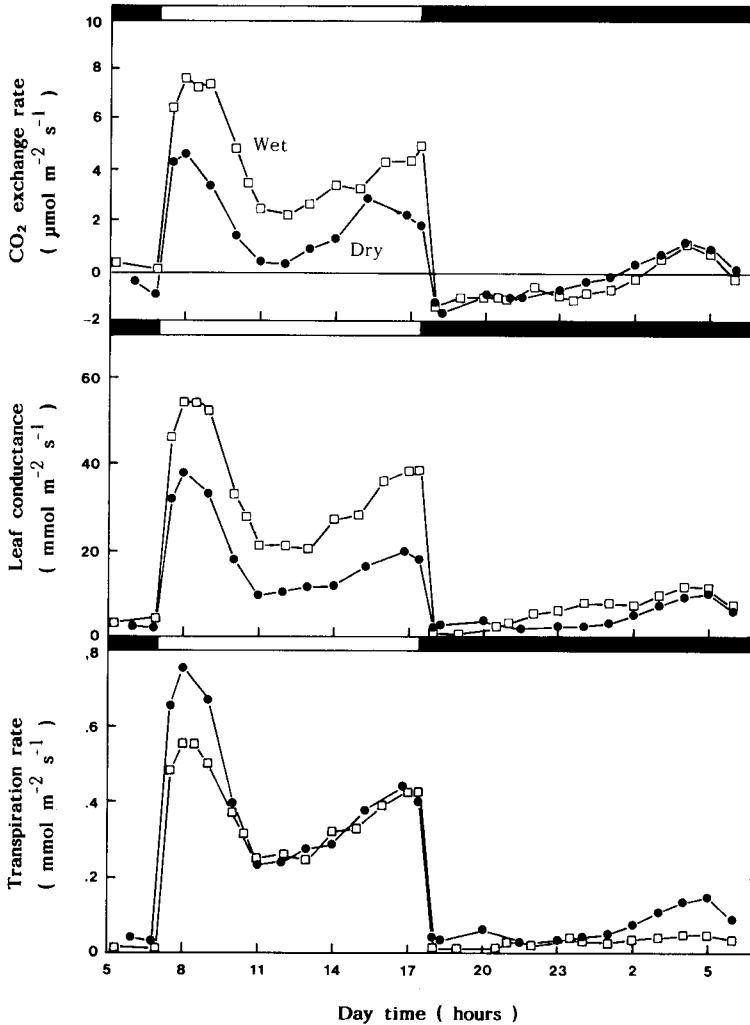 10
8
6
4
2
0
-2
CO2 exchange rate
( μmol m-2 s-1 )
Wet
Dry
60
40
20
0
Leaf conductance
( mmol m-2 s-1 )
,8
,6
,4
,2
0
Transpiration rate
( mmol m-2 s-1 )
5 8 11 14 17 20 23 2 5
Day time ( hours )